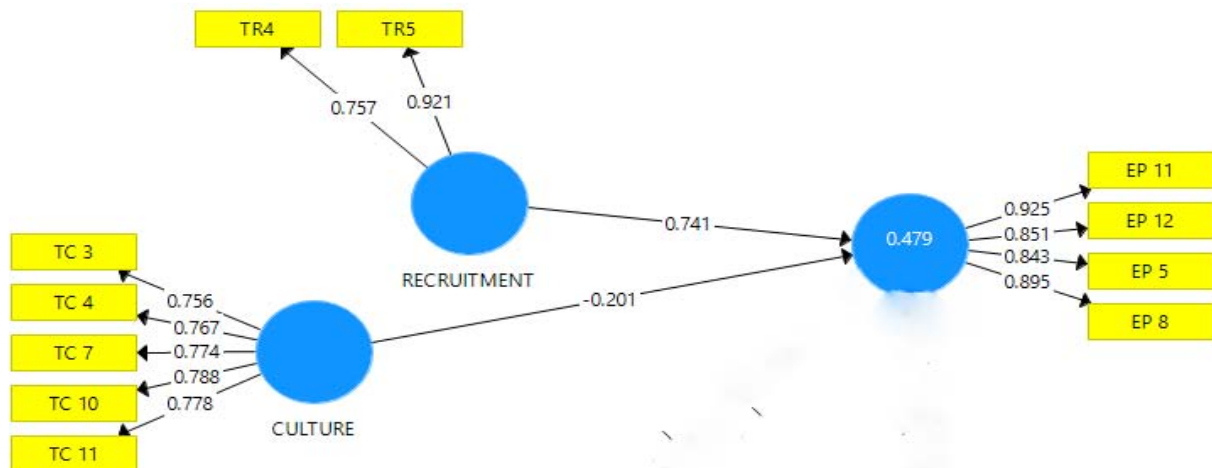 TR4
TR5
0.757
0.921
EP 11
0.925
EP 12
0.851
0.741
0.479
0.843
EP 5
TC 3
RECRUITMENT
0.895
0.756
-0.201
EP 8
TC 4
0.767
TC 7
0.774
0.788
TC 10
0.778
CULTURE
TC 11